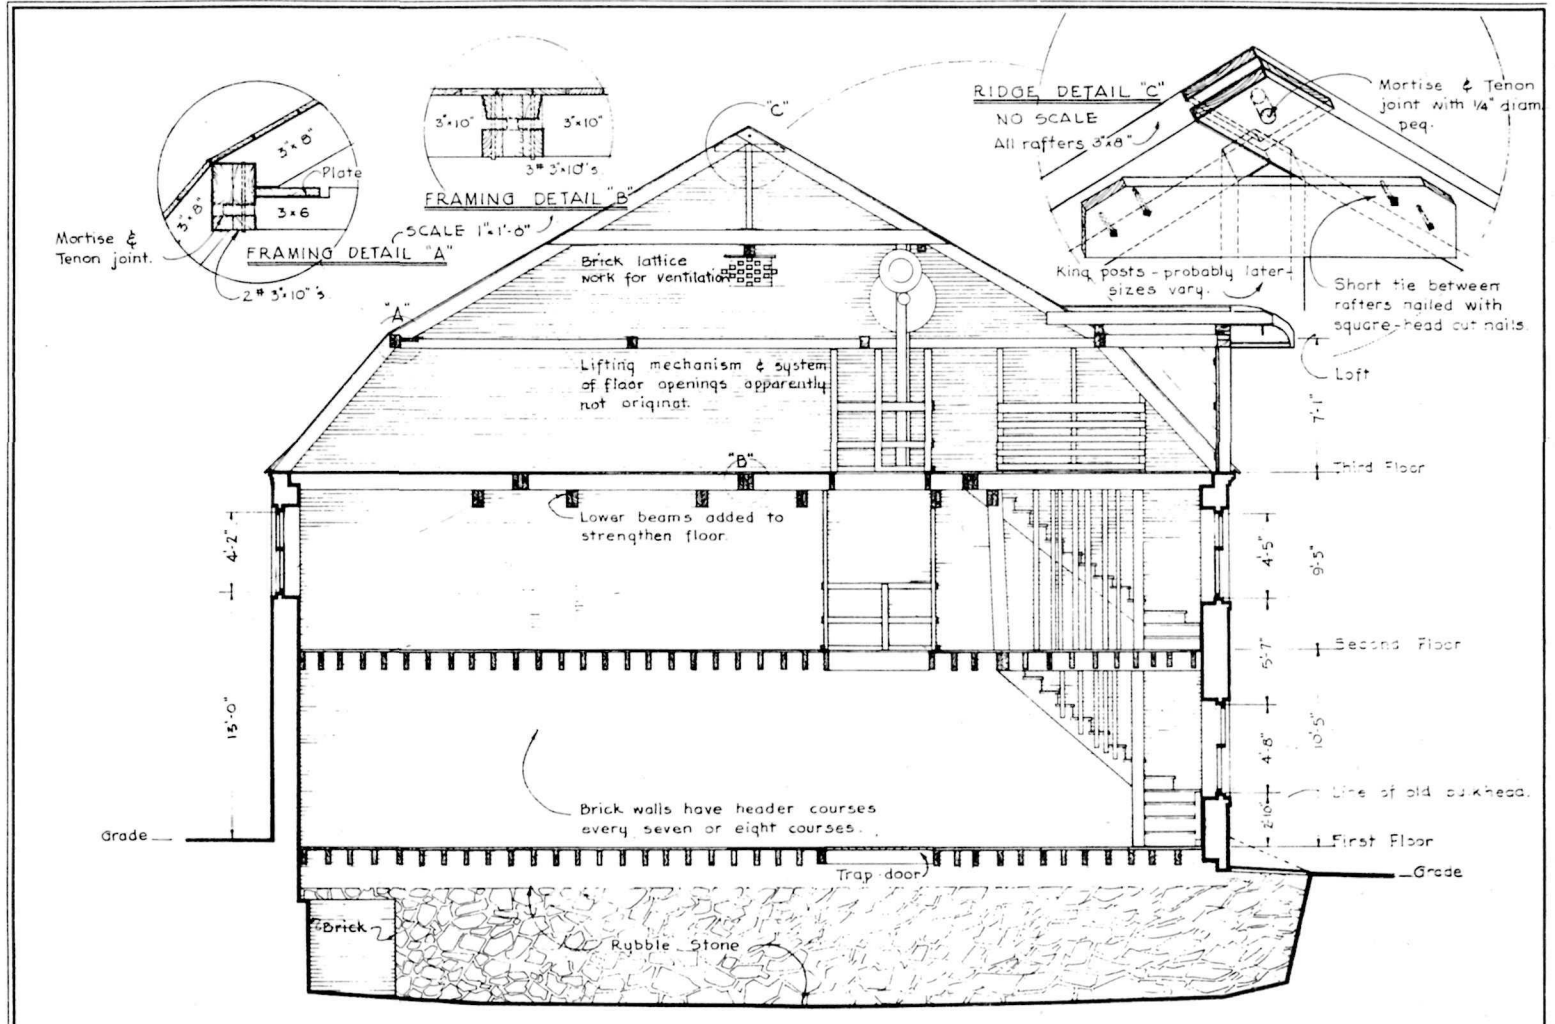 3"x8"
Plate
3"x8"
3x6
Mortise &
Tenon joint.
FRAMING DETAIL "A"
2 # 3"x10"'s.
3"x10"
3"x10"
3 # 3"x10"'s.
FRAMING DETAIL "B"
SCALE 1"=1'-0"
"C"
RIDGE DETAIL "C"
NO SCALE
All rafters 3"x8"
Mortise & Tenon
joint with 1/4" diam.
peg.
King posts - probably later-
sizes vary.
Short tie between
rafters nailed with
square-head cut nails.
Brick lattice
work for ventilation
"A"
Loft
Lifting mechanism & system
of floor openings apparently
not original.
7'-1"
"B"
Third Floor
Lower beams added to
strengthen floor.
4'-2"
4'-5"
9'-5"
Second Floor
5'-7"
13'-0"
10'-5"
4'-8"
Brick walls have header courses
every seven or eight courses.
Line of old bulkhead.
2'-10"
Grade
First Floor
Trap-door
Grade
Brick
Rubble Stone